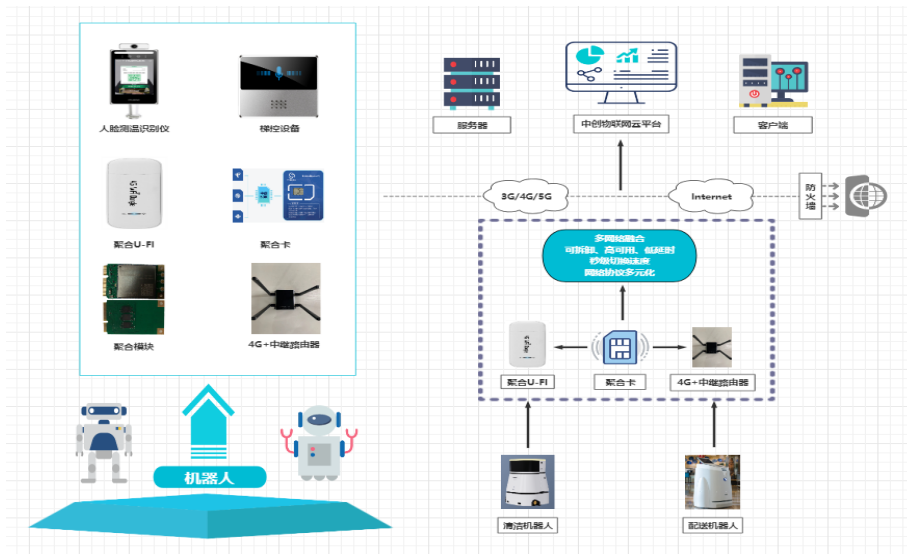 人脸测温识别仪
梯控设备
聚合U-FI
聚合卡
聚合模块
4G+中继路由器
机器人
服务器
中创物联网云平台
客户端
3G/4G/5G
Internet
防火墙
多网络融合
可拆卸、高可用、低延时
秒级切换速度
网络协议多元化
聚合U-FI
聚合卡
4G+中继路由器
清洁机器人
配送机器人